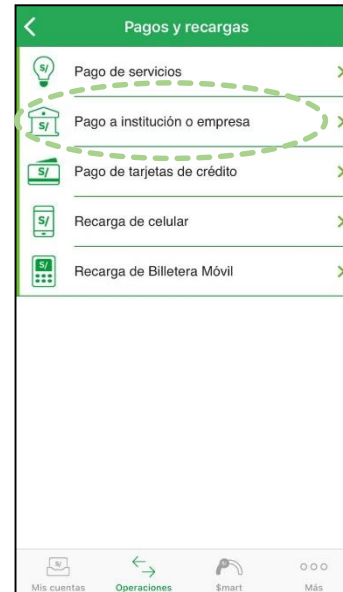 Pagos y recargas
S/ Pago de servicios
S/ Pago a institución o empresa
S/ Pago de tarjetas de crédito
S/ Recarga de celular
S/ Recarga de Billetera Móvil
S/
Mis cuentas Operaciones $mart Más